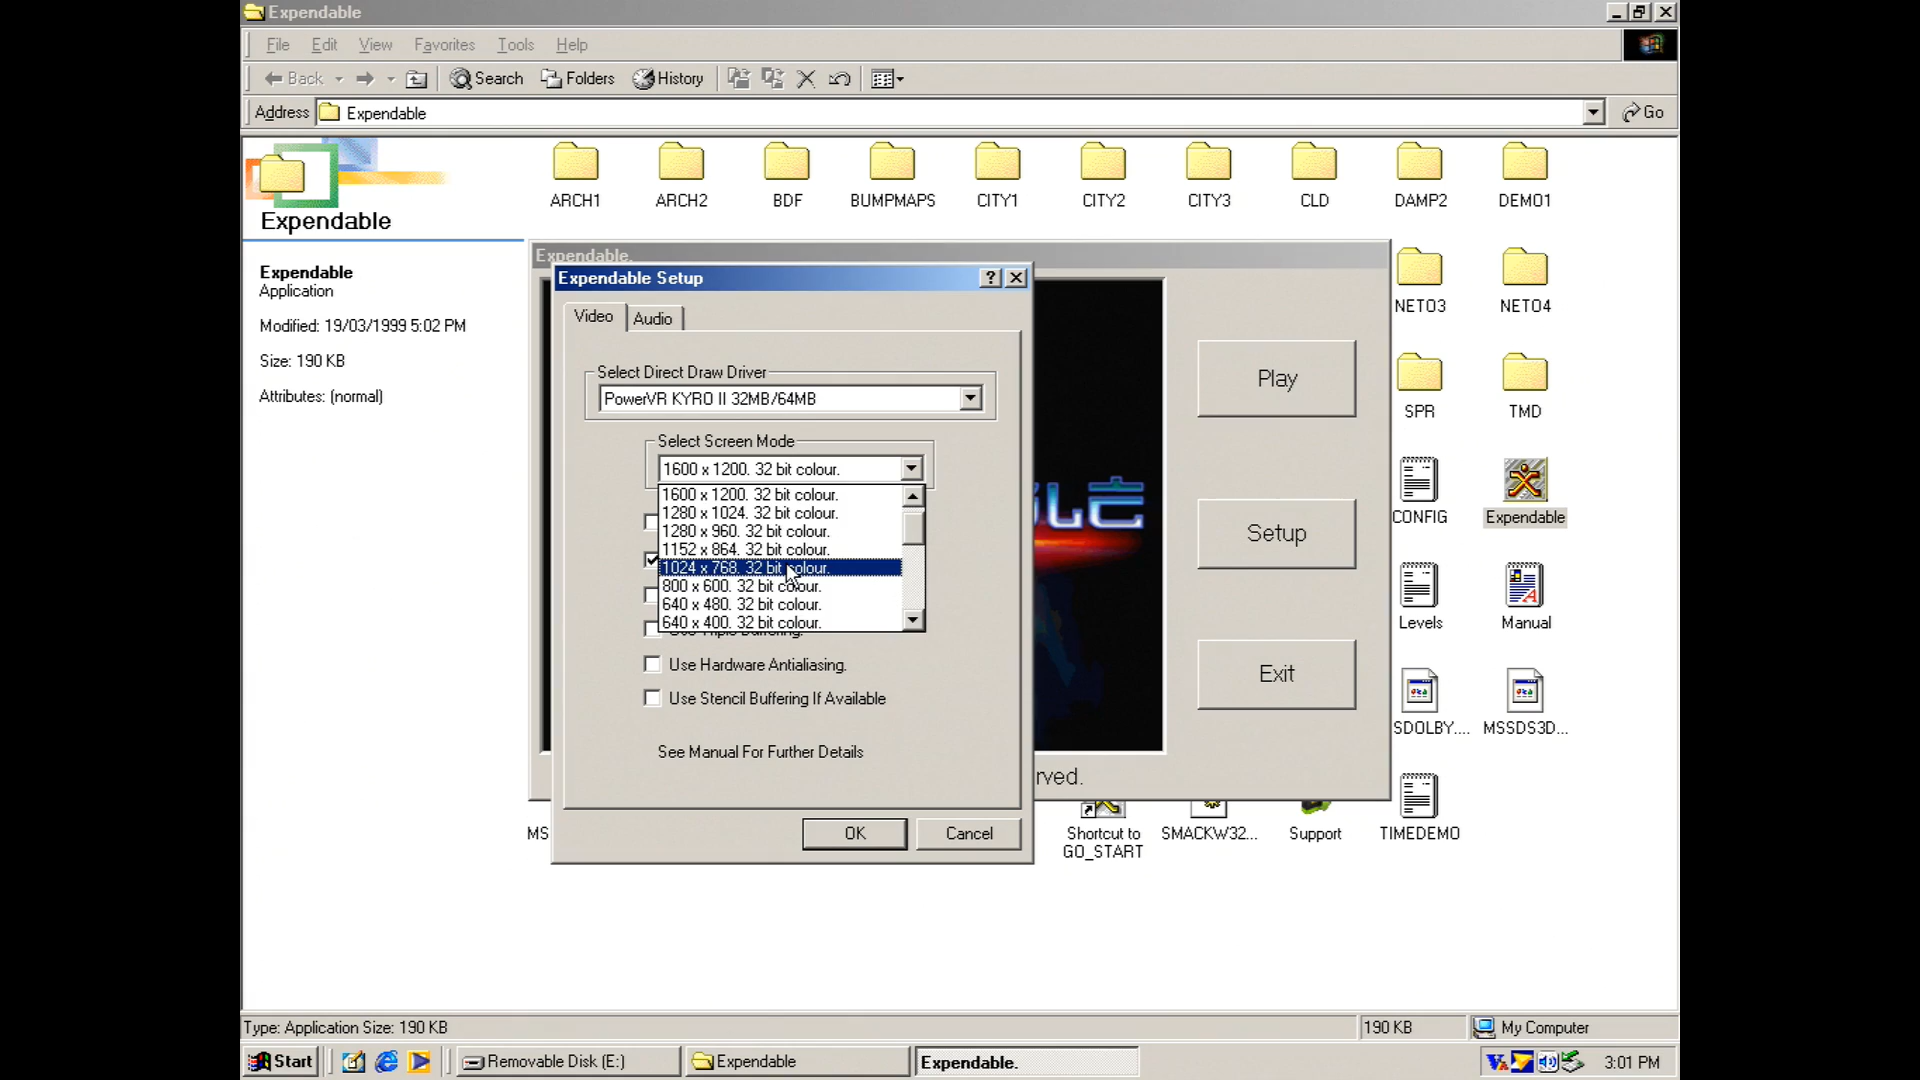 Expendable
File Edit View Favorites Tools Help
Back Search Folders History
Address Expendable Go
ARCH1 ARCH2 BDF BUMPMAPS CITY1 CITY2 CITY3 CLD DAMP2 DEMO1
Expendable
Expendable
Application
Modified: 19/03/1999 5:02 PM
Size: 190 KB
Attributes: (normal)
Expendable.
Expendable Setup
Video Audio
Select Direct Draw Driver
PowerVR KYRO II 32MB/64MB
Select Screen Mode
1600 x 1200. 32 bit colour.
1600 x 1200. 32 bit colour.
1280 x 1024. 32 bit colour.
1280 x 960. 32 bit colour.
1152 x 864. 32 bit colour.
1024 x 768. 32 bit colour.
800 x 600. 32 bit colour.
640 x 480. 32 bit colour.
640 x 400. 32 bit colour.
Use Hardware Antialiasing.
Use Stencil Buffering If Available
See Manual For Further Details
OK Cancel
Play
Setup
Exit
rved.
NETO3 NETO4
SPR TMD
CONFIG Expendable
Levels Manual
SDOLBY.... MSSDS3D...
MS Shortcut to GO_START SMACKW32... Support TIMEDEMO
Type: Application Size: 190 KB 190 KB My Computer
Start Removable Disk (E:) Expendable Expendable. 3:01 PM